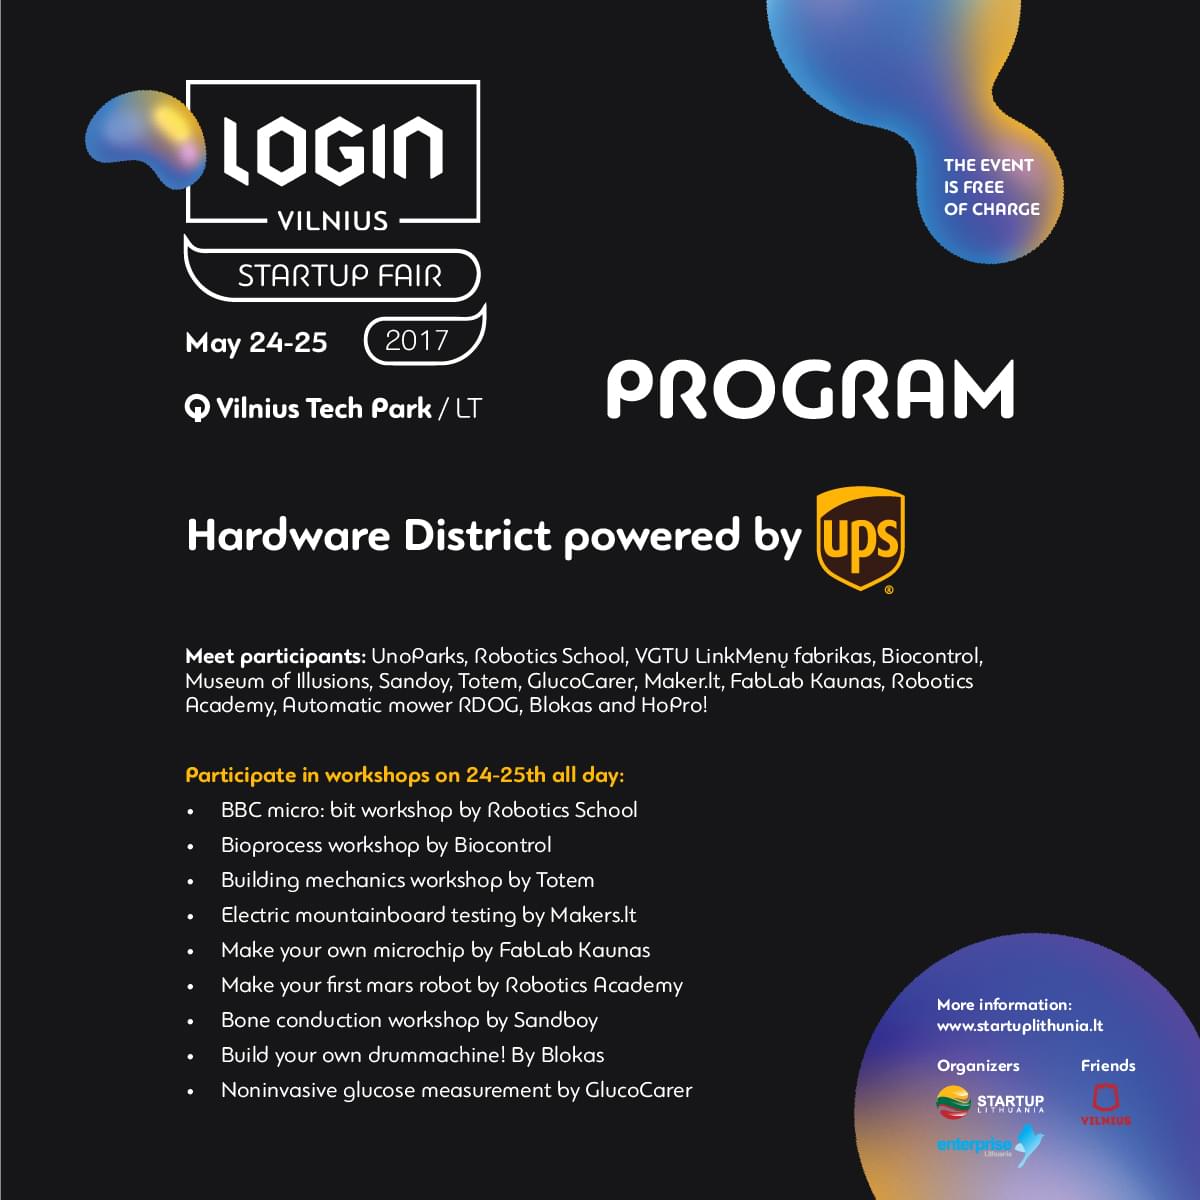 LOGIN
VILNIUS
STARTUP FAIR
May 24-25 2017
Vilnius Tech Park / LT
THE EVENT
IS FREE
OF CHARGE
PROGRAM
Hardware District powered by ups
®
Meet participants: UnoParks, Robotics School, VGTU LinkMenų fabrikas, Biocontrol,
Museum of Illusions, Sandoy, Totem, GlucoCarer, Maker.lt, FabLab Kaunas, Robotics
Academy, Automatic mower RDOG, Blokas and HoPro!
Participate in workshops on 24-25th all day:
• BBC micro: bit workshop by Robotics School
• Bioprocess workshop by Biocontrol
• Building mechanics workshop by Totem
• Electric mountainboard testing by Makers.lt
• Make your own microchip by FabLab Kaunas
• Make your first mars robot by Robotics Academy
• Bone conduction workshop by Sandboy
• Build your own drummachine! By Blokas
• Noninvasive glucose measurement by GlucoCarer
More information:
www.startuplithunia.lt
Organizers Friends
STARTUP
LITHUANIA
VILNIUS
enterprise
Lithuania